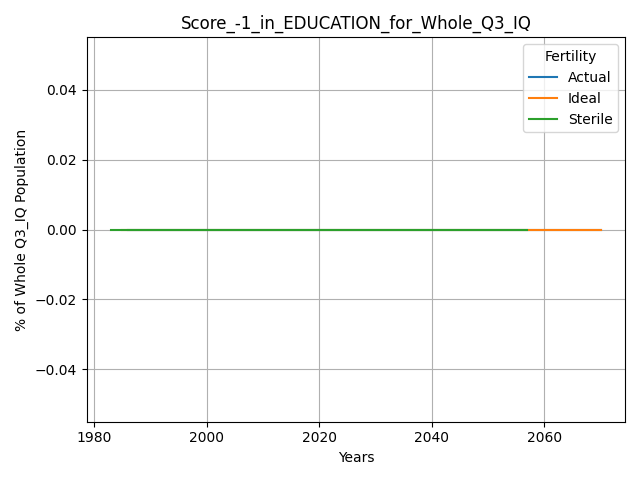 Score_-1_in_EDUCATION_for_Whole_Q3_IQ
Fertility
Actual
Ideal
Sterile
% of Whole Q3_IQ Population
0.04
0.02
0.00
−0.02
−0.04
1980
2000
2020
2040
2060
Years